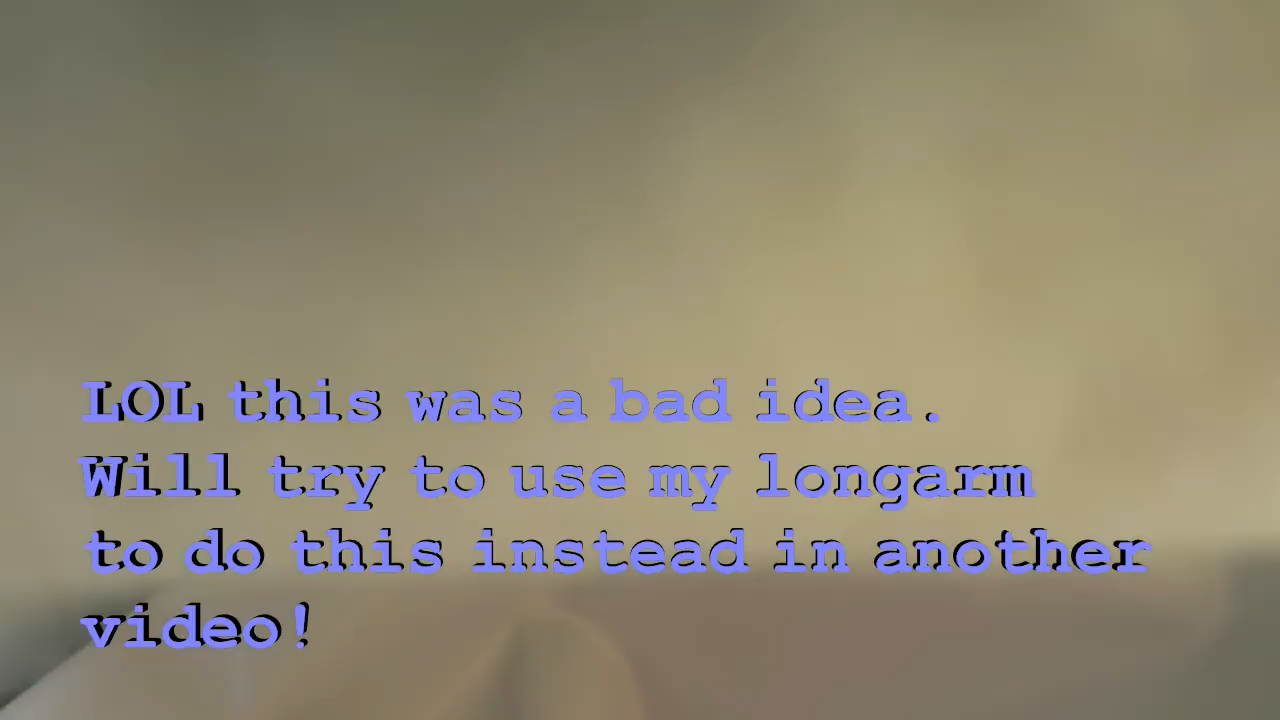 LOL this was a bad idea.
Will try to use my longarm
to do this instead in another
video!